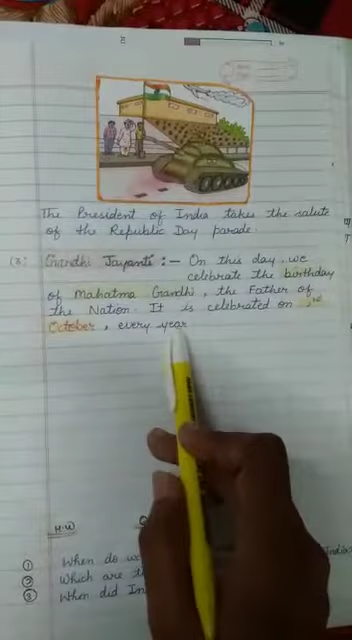 The President of India takes the salute
of the Republic Day parade.
(3) Gandhi Jayanti :- On this day, we
celebrate the birthday
of Mahatma Gandhi, the Father of
the Nation. It is celebrated on 2nd
October, every year
H.W
① When do we
② Which are
③ When did In